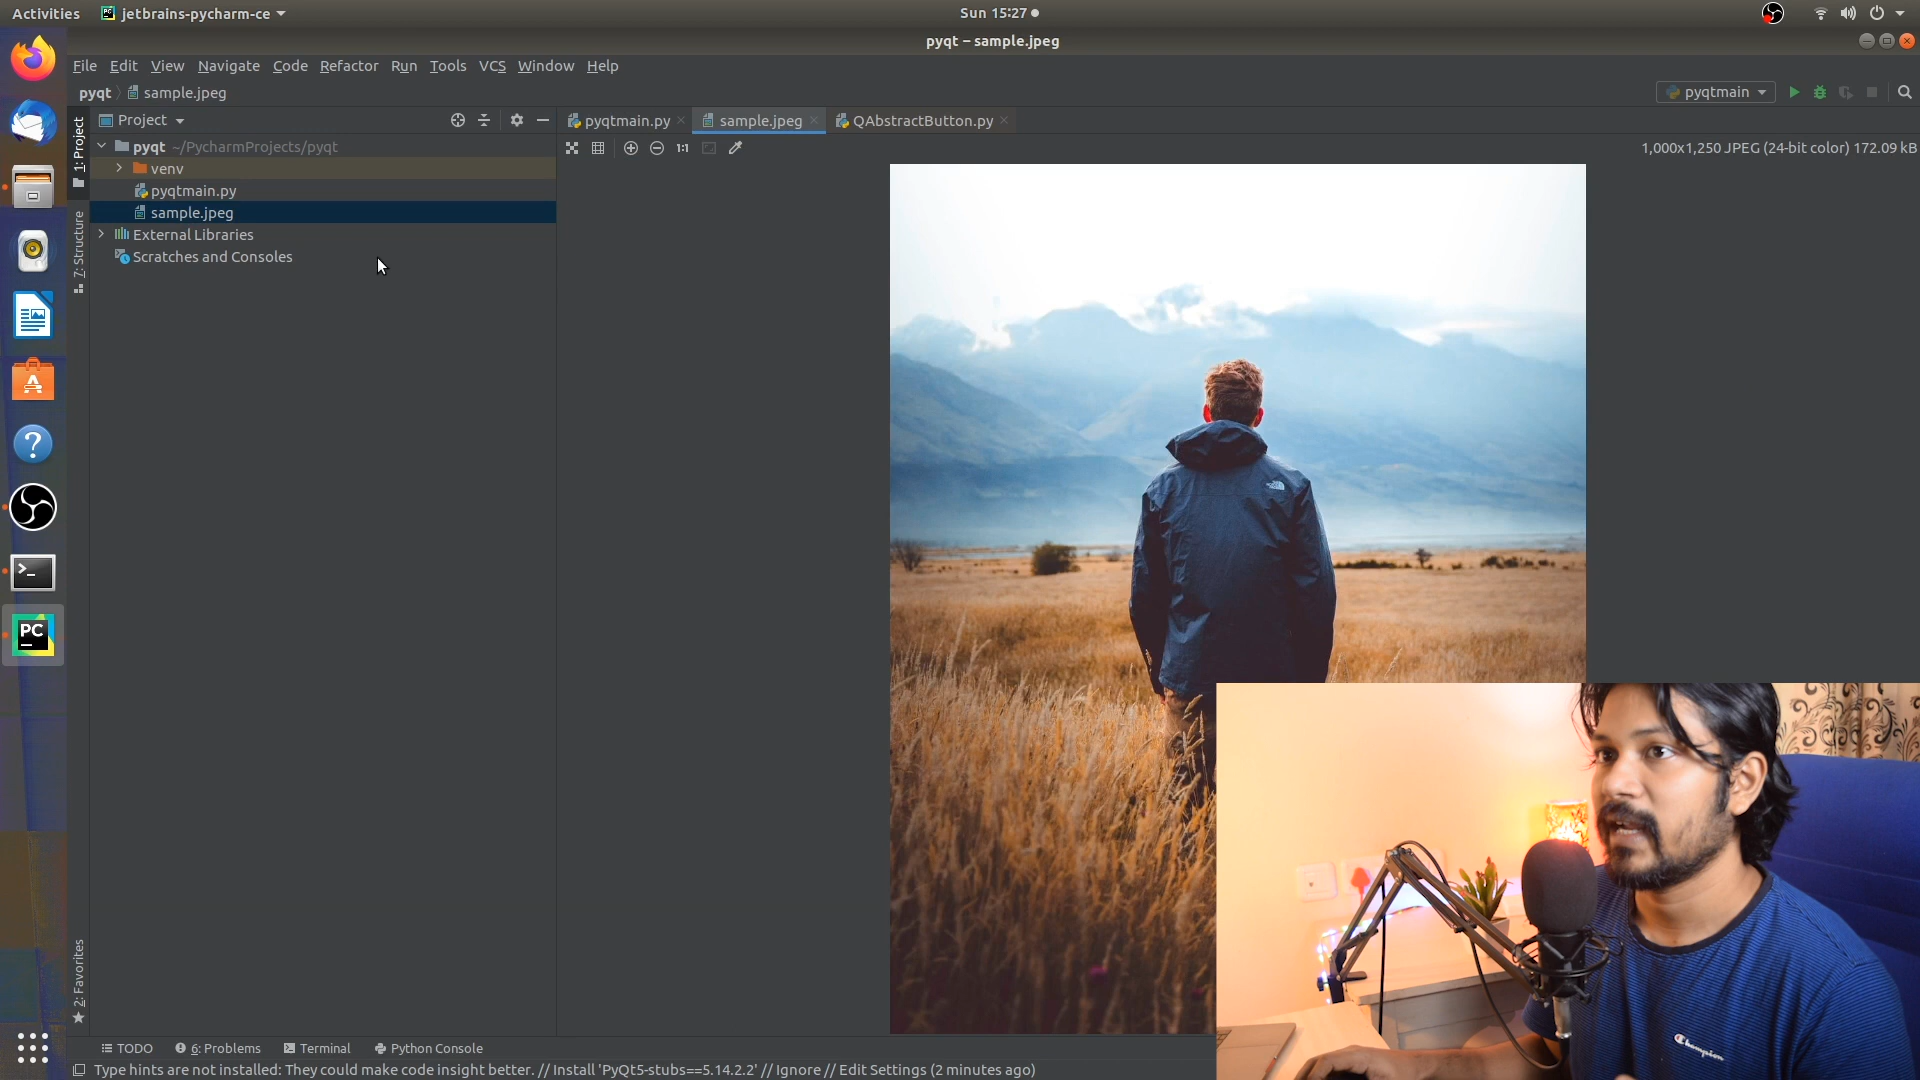 Activities jetbrains-pycharm-ce Sun 15:27
pyqt – sample.jpeg
File Edit View Navigate Code Refactor Run Tools VCS Window Help
pyqt sample.jpeg pyqtmain
Project pyqtmain.py sample.jpeg QAbstractButton.py
1: Project
pyqt ~/PycharmProjects/pyqt 1:1 1,000x1,250 JPEG (24-bit color) 172.09 kB
venv
pyqtmain.py
sample.jpeg
7: Structure
External Libraries
Scratches and Consoles
PC
2: Favorites
Champion
TODO 6: Problems Terminal Python Console
Type hints are not installed: They could make code insight better. // Install 'PyQt5-stubs==5.14.2.2' // Ignore // Edit Settings (2 minutes ago)